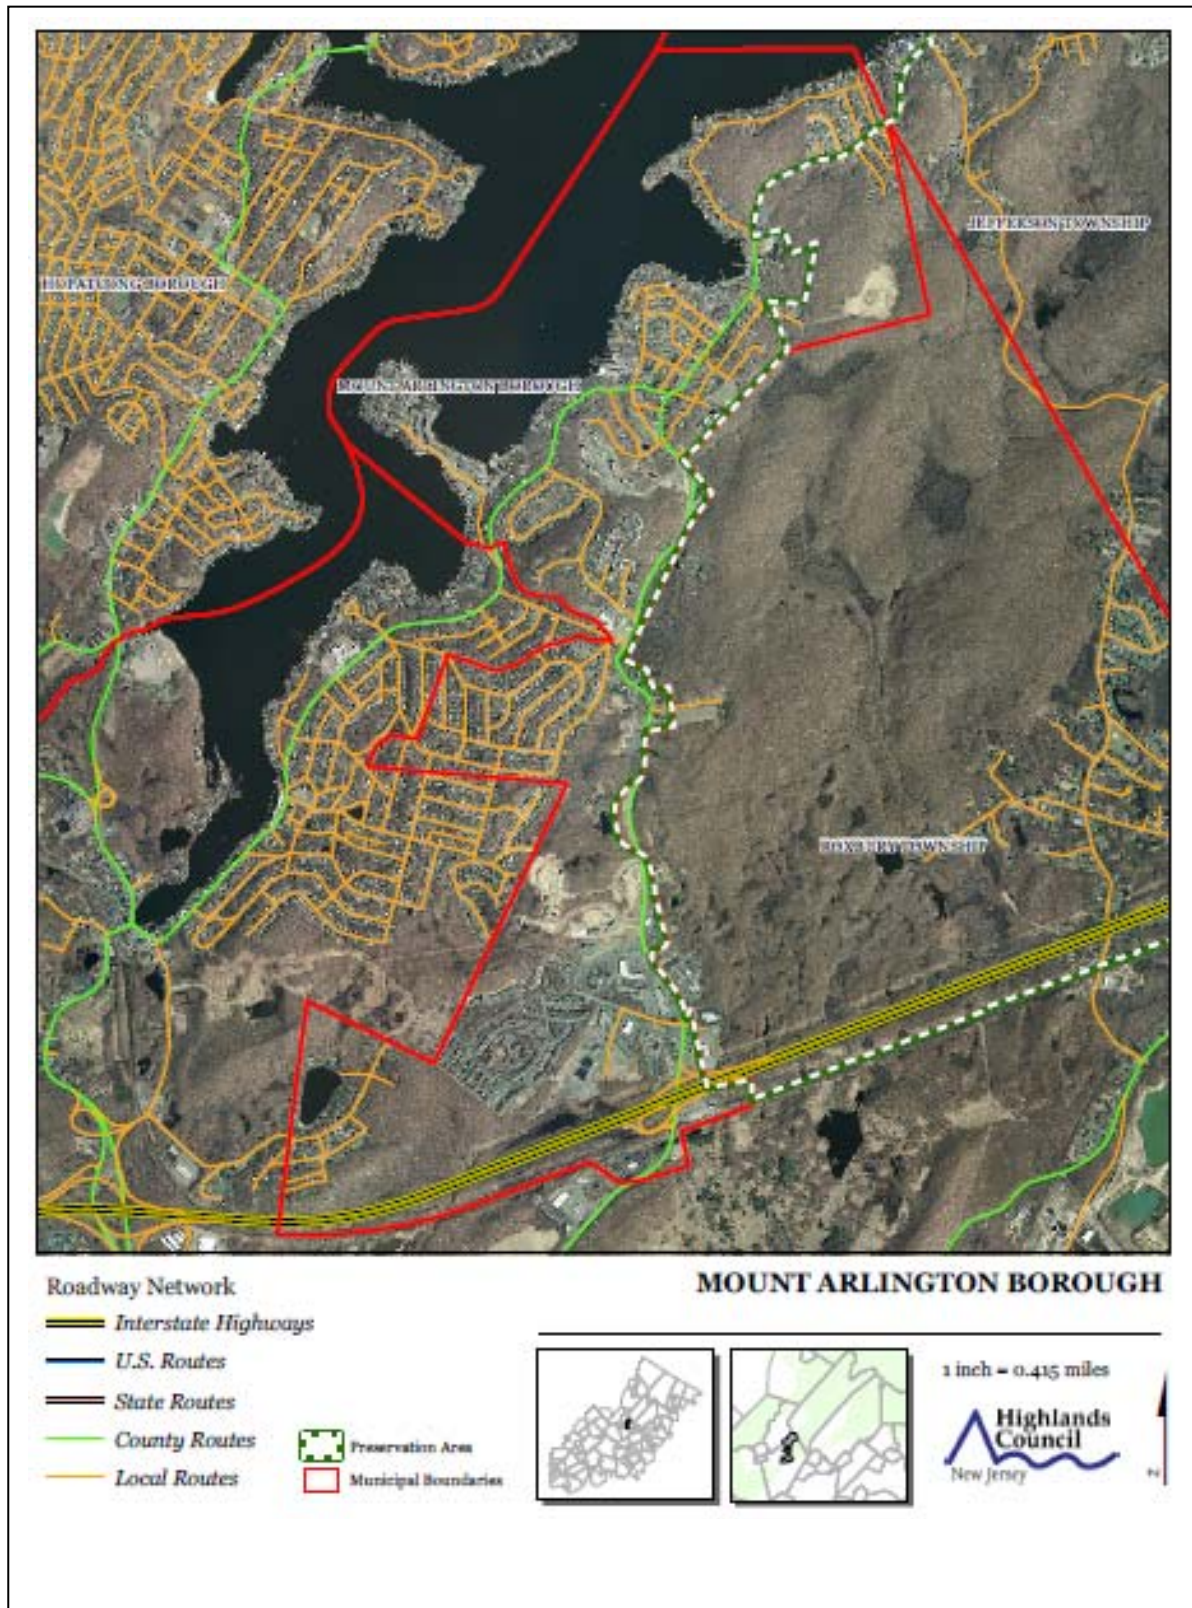 JEFFERSON TOWNSHIP
HOPATCONG BOROUGH
MOUNT ARLINGTON BOROUGH
ROXBURY TOWNSHIP
Roadway Network
Interstate Highways
U.S. Routes
State Routes
County Routes
Local Routes
Preservation Area
Municipal Boundaries
MOUNT ARLINGTON BOROUGH
1 inch = 0.415 miles
Highlands
Council
New Jersey
N